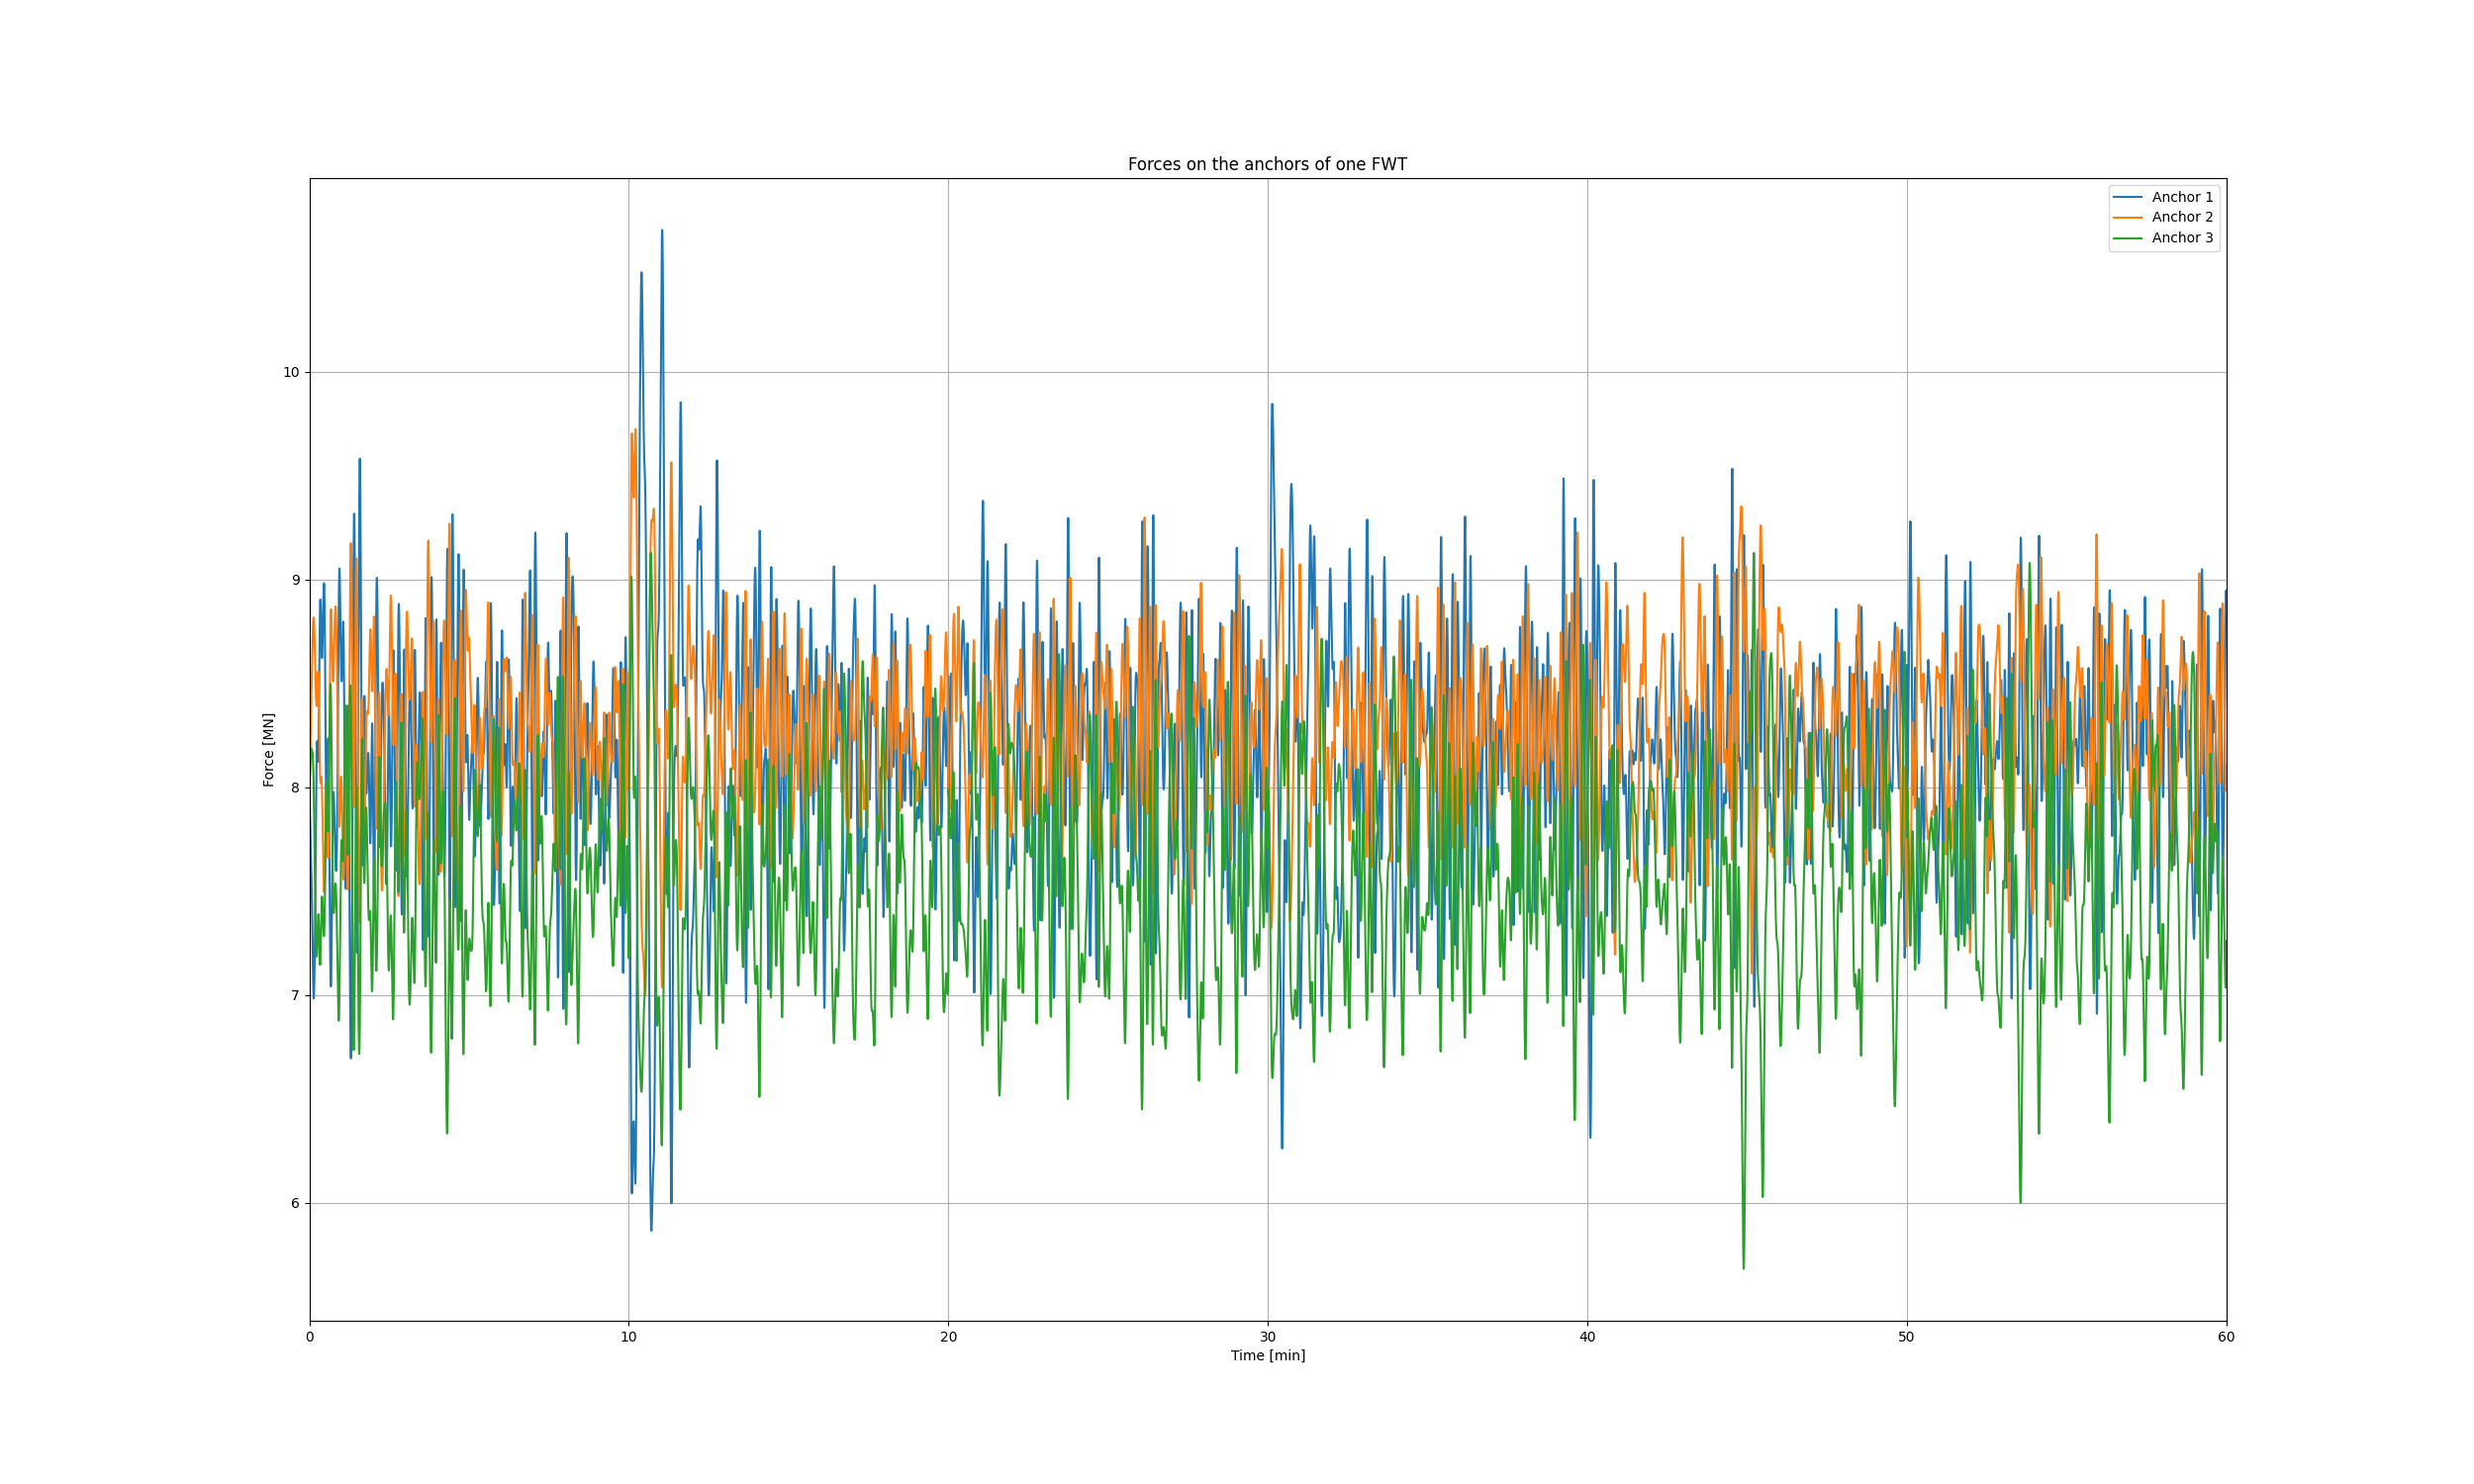 Forces on the anchors of one FWT
Anchor 1
Anchor 2
Anchor 3
Force [MN]
10
9
8
7
6
0 10 20 30 40 50 60
Time [min]